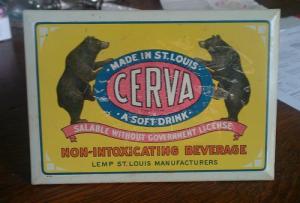 · MADE IN ST. LOUIS ·
CERVA
· A SOFT DRINK ·
SALABLE WITHOUT GOVERNMENT LICENSE
NON-INTOXICATING BEVERAGE
LEMP ST. LOUIS MANUFACTURERS